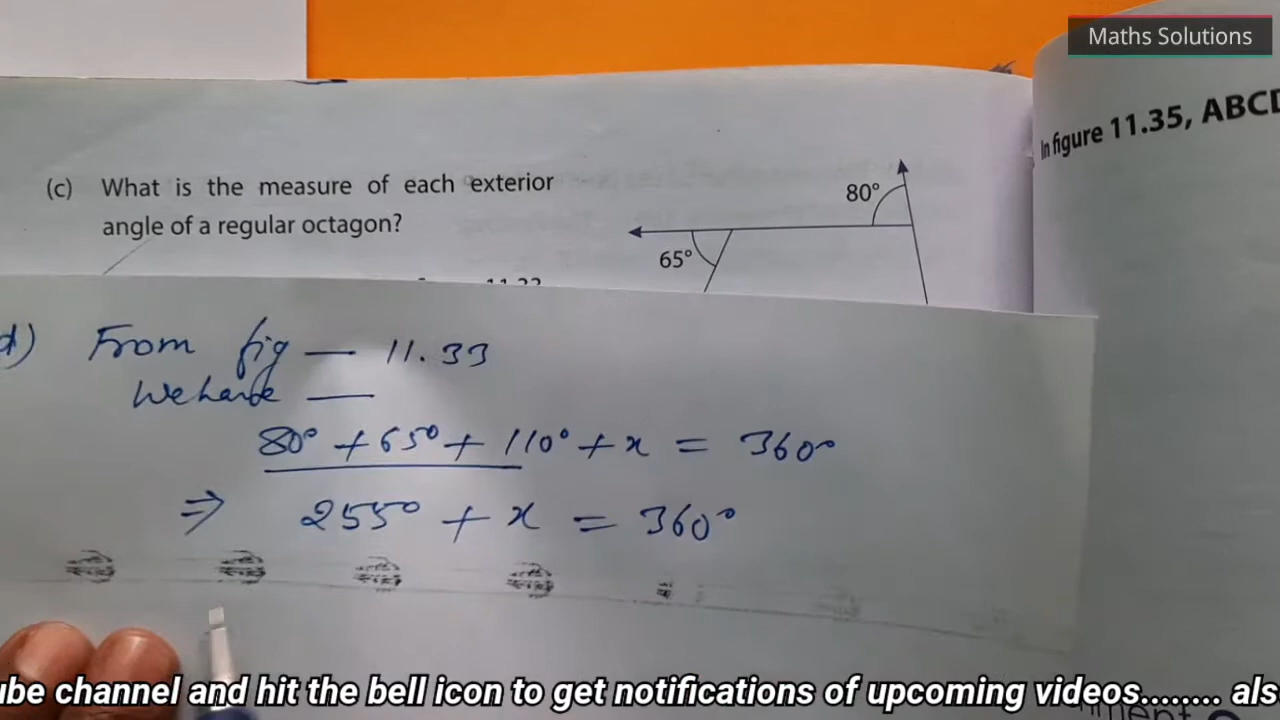 Maths Solutions
In figure 11.35, ABCD
(c) What is the measure of each exterior
angle of a regular octagon?
80°
65°
d) From fig — 11.33
We have —
80° + 65° + 110° + x = 360°
⇒ 255° + x = 360°
ube channel and hit the bell icon to get notifications of upcoming videos........ als